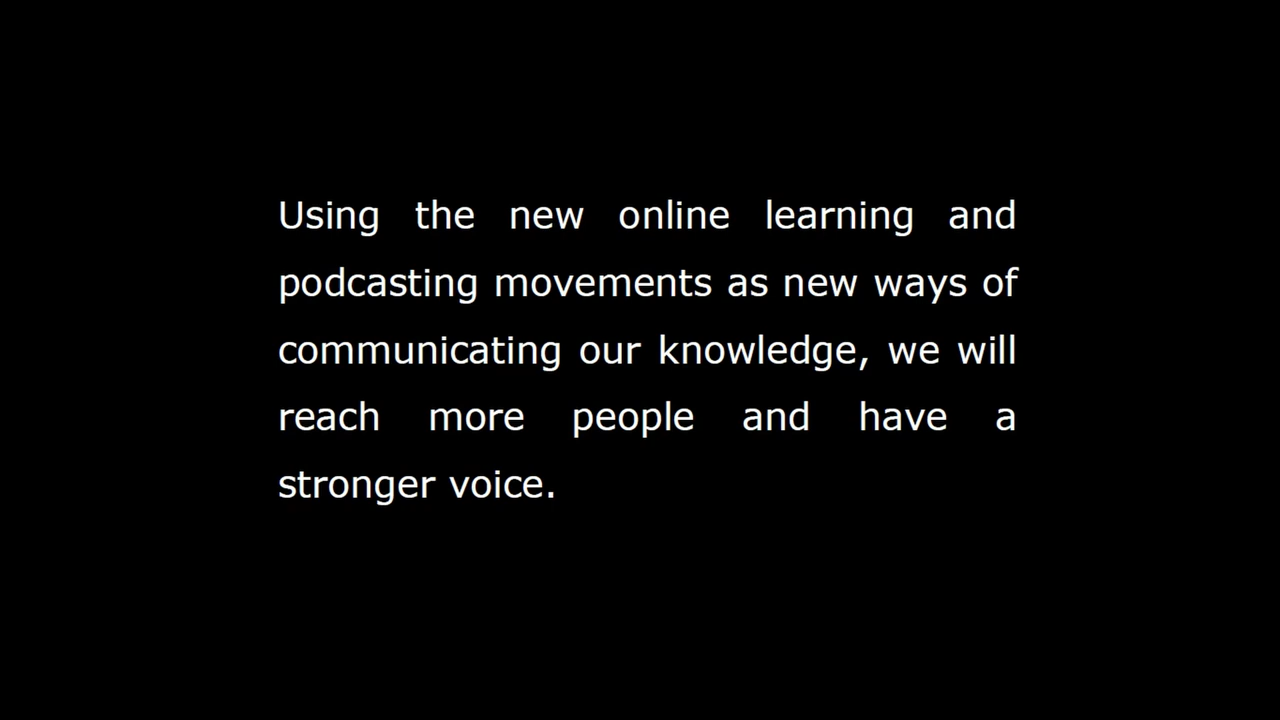 Using the new online learning and
podcasting movements as new ways of
communicating our knowledge, we will
reach more people and have a
stronger voice.